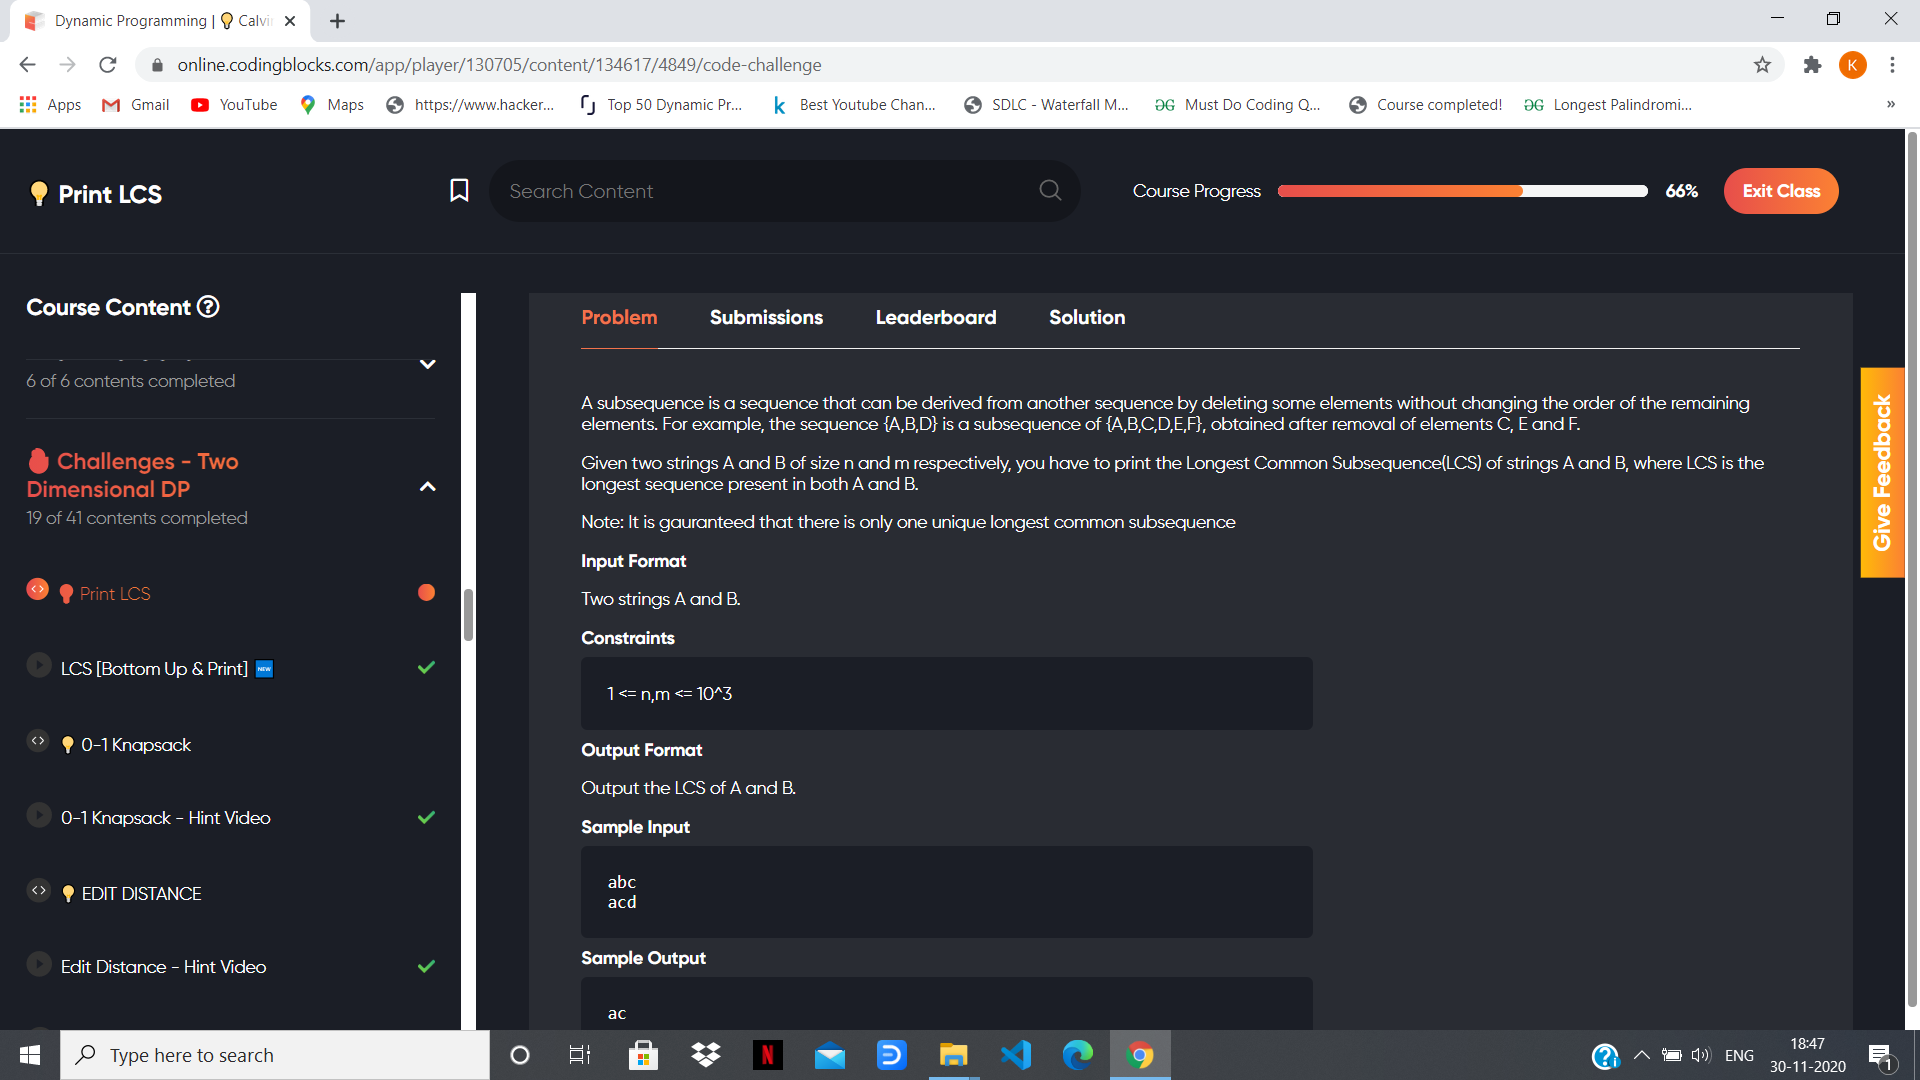 Dynamic Programming | 💡 Calvi
online.codingblocks.com/app/player/130705/content/134617/4849/code-challenge
K
Apps
Gmail
YouTube
Maps
https://www.hacker...
Top 50 Dynamic Pr...
Best Youtube Chan...
SDLC - Waterfall M...
Must Do Coding Q...
Course completed!
Longest Palindromi...
»
💡 Print LCS
Search Content
Course Progress
66%
Exit Class
Course Content
6 of 6 contents completed
Challenges - Two
Dimensional DP
19 of 41 contents completed
Print LCS
LCS [Bottom Up & Print] NEW
💡 0-1 Knapsack
0-1 Knapsack - Hint Video
💡 EDIT DISTANCE
Edit Distance - Hint Video
Problem
Submissions
Leaderboard
Solution
A subsequence is a sequence that can be derived from another sequence by deleting some elements without changing the order of the remaining
elements. For example, the sequence {A,B,D} is a subsequence of {A,B,C,D,E,F}, obtained after removal of elements C, E and F.
Given two strings A and B of size n and m respectively, you have to print the Longest Common Subsequence(LCS) of strings A and B, where LCS is the
longest sequence present in both A and B.
Note: It is gauranteed that there is only one unique longest common subsequence
Input Format
Two strings A and B.
Constraints
1 <= n,m <= 10^3
Output Format
Output the LCS of A and B.
Sample Input
abc
acd
Sample Output
ac
Give Feedback
Type here to search
ENG
18:47
30-11-2020
1